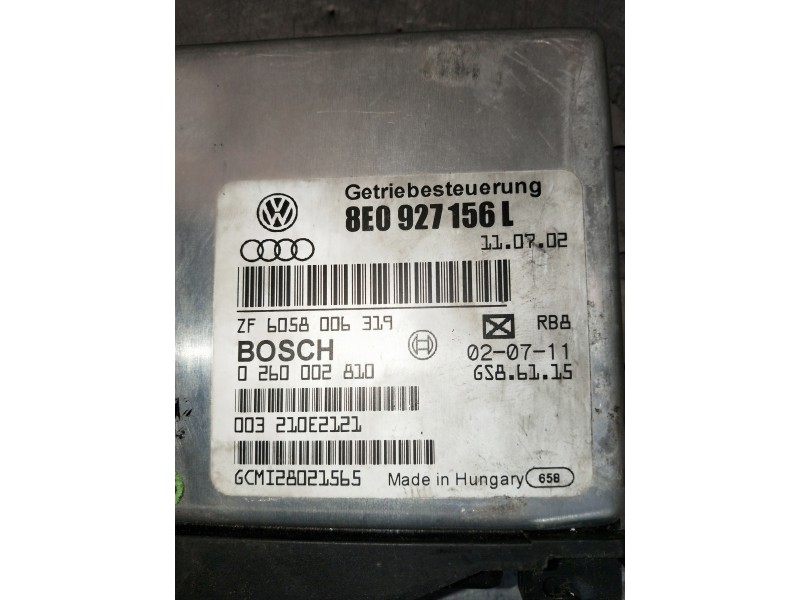 Getriebesteuerung
8E0 927 156 L
11.07.02
ZF 6058 006 319
RB8
BOSCH
02-07-11
0 260 002 810
GS8.61.15
003 210E2121
GCMI28021565
Made in Hungary 658